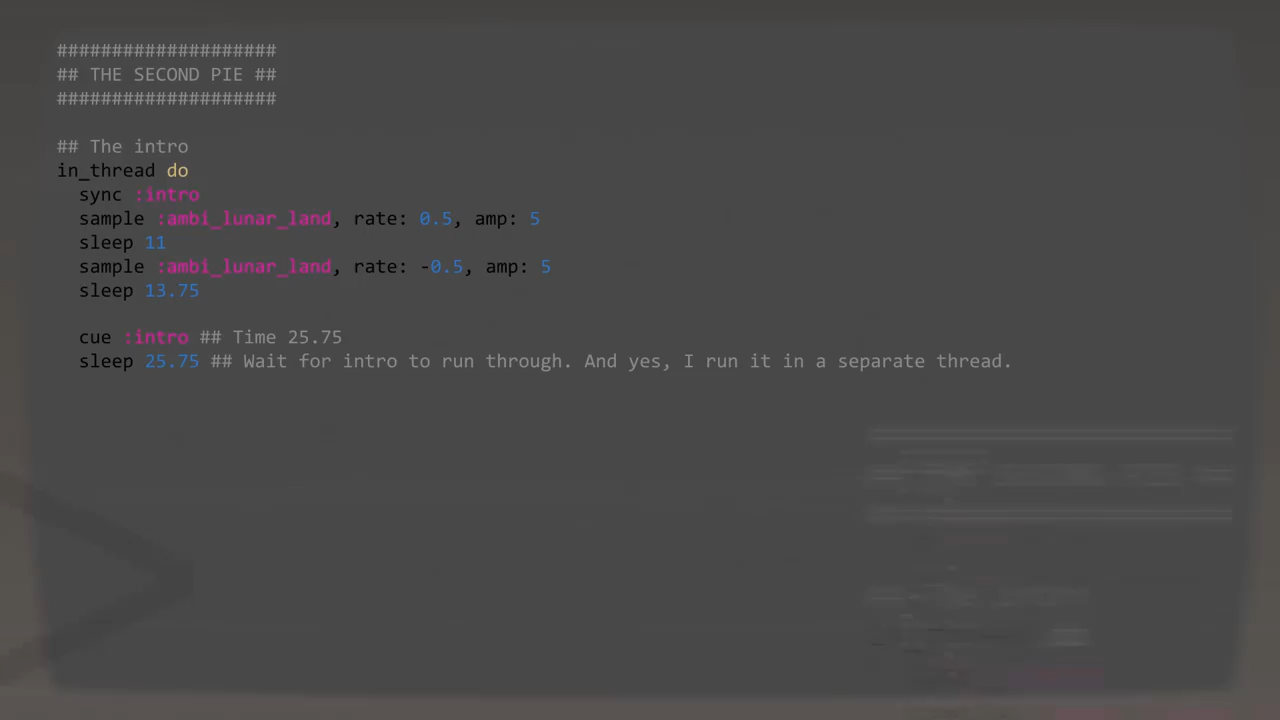 ####################
## THE SECOND PIE ##
####################
## The intro
in_thread do
sync :intro
sample :ambi_lunar_land, rate: 0.5, amp: 5
sleep 11
sample :ambi_lunar_land, rate: -0.5, amp: 5
sleep 13.75
cue :intro ## Time 25.75
sleep 25.75 ## Wait for intro to run through. And yes, I run it in a separate thread.